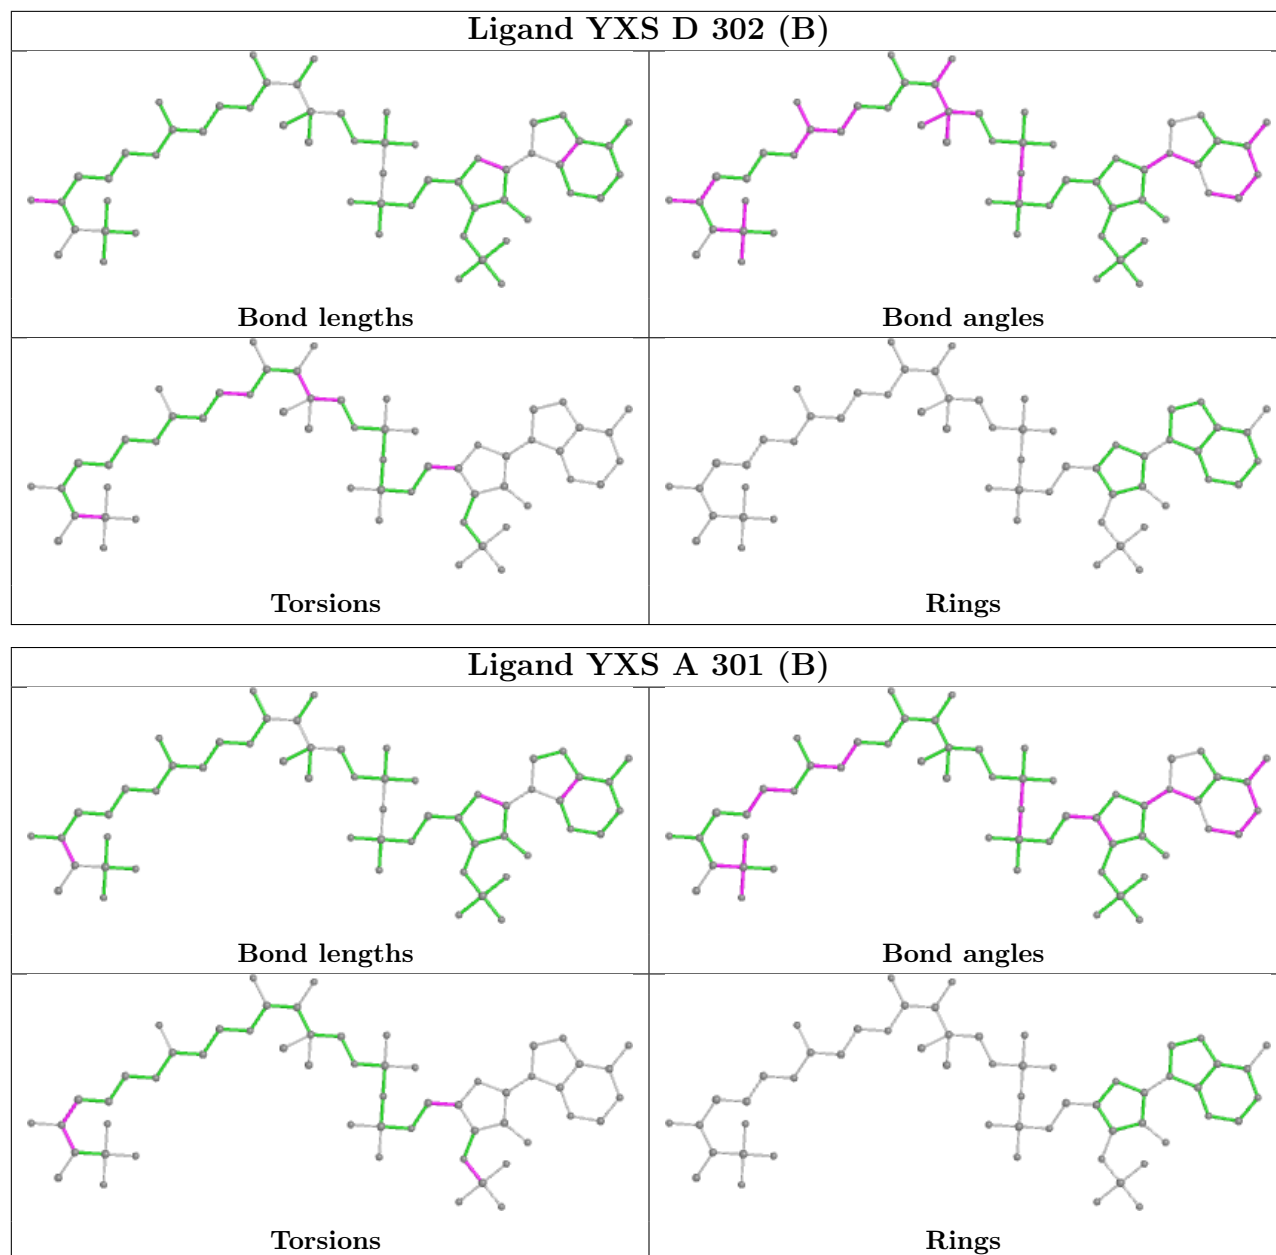 Ligand YXS D 302 (B)
Bond lengths
Bond angles
Torsions
Rings
Ligand YXS A 301 (B)
Bond lengths
Bond angles
Torsions
Rings